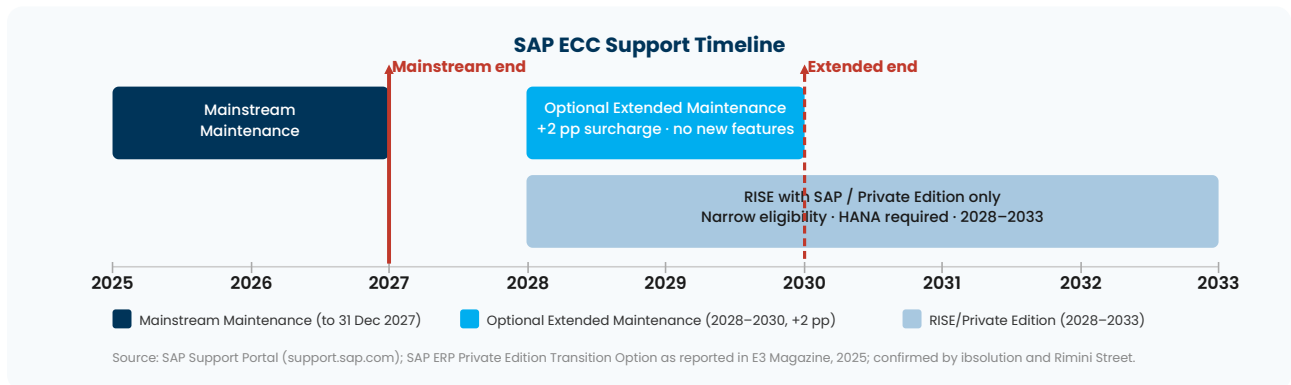 SAP ECC Support Timeline
Mainstream end
Extended end
Mainstream
Maintenance
Optional Extended Maintenance
+2 pp surcharge · no new features
RISE with SAP / Private Edition only
Narrow eligibility · HANA required · 2028–2033
2025 2026 2027 2028 2029 2030 2031 2032 2033
Mainstream Maintenance (to 31 Dec 2027)
Optional Extended Maintenance (2028–2030, +2 pp)
RISE/Private Edition (2028–2033)
Source: SAP Support Portal (support.sap.com); SAP ERP Private Edition Transition Option as reported in E3 Magazine, 2025; confirmed by ibsolution and Rimini Street.